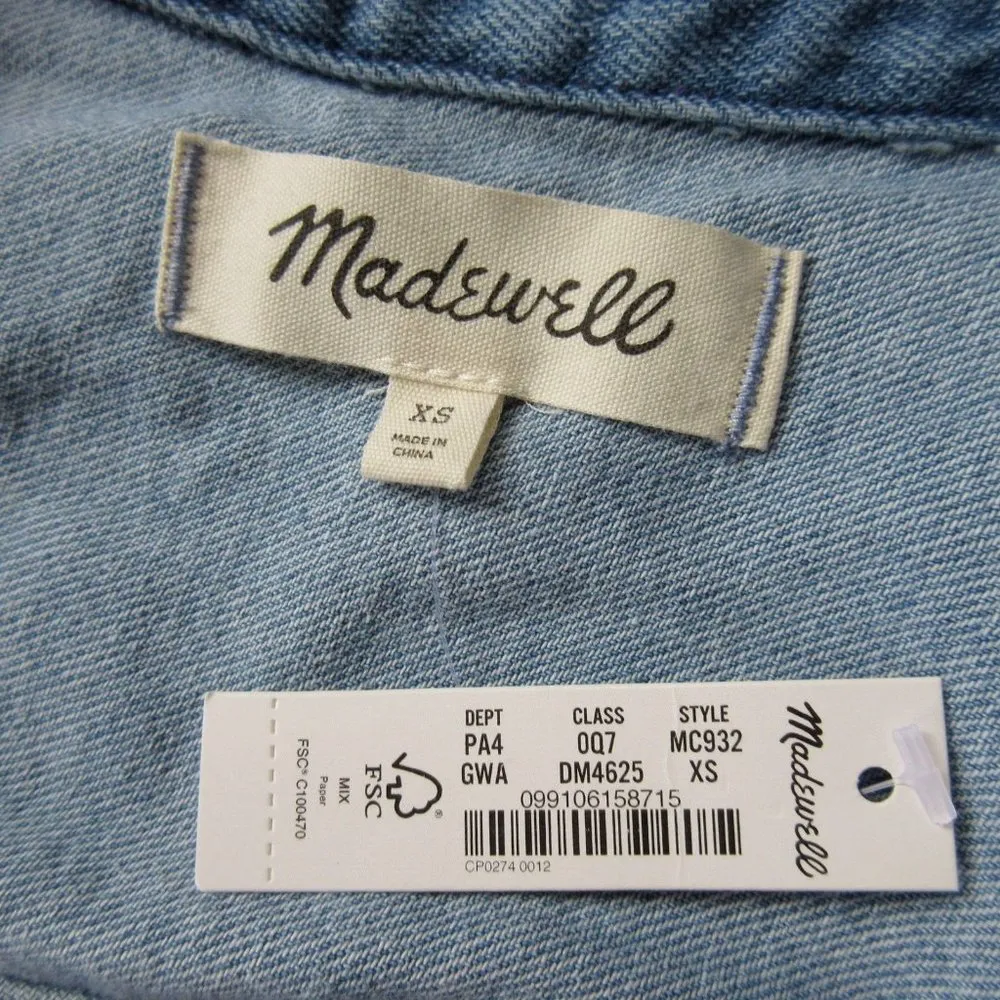 Madewell
XS
MADE IN
CHINA
DEPT CLASS STYLE
PA4 0Q7 MC932
GWA DM4625 XS
099106158715
CP0274 0012
FSC®
MIX
Paper
FSC® C100470
Madewell